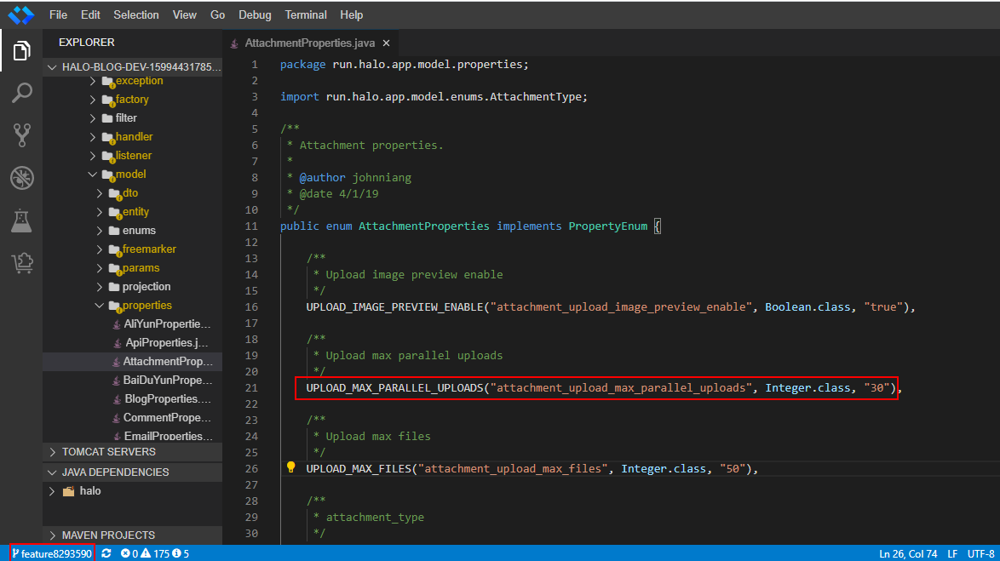 File Edit Selection View Go Debug Terminal Help
EXPLORER
HALO-BLOG-DEV-15994431785...
exception
factory
filter
handler
listener
model
dto
entity
enums
freemarker
params
projection
properties
AliYunPropertie...
ApiProperties.j...
AttachmentProp...
BaiDuYunPrope...
BlogProperties....
CommentPrope...
EmailProperties...
TOMCAT SERVERS
JAVA DEPENDENCIES
halo
MAVEN PROJECTS
AttachmentProperties.java ×
1 package run.halo.app.model.properties;
2
3 import run.halo.app.model.enums.AttachmentType;
4
5 /**
6 * Attachment properties.
7 *
8 * @author johnniang
9 * @date 4/1/19
10 */
11 public enum AttachmentProperties implements PropertyEnum {
12
13 /**
14 * Upload image preview enable
15 */
16 UPLOAD_IMAGE_PREVIEW_ENABLE("attachment_upload_image_preview_enable", Boolean.class, "true"),
17
18 /**
19 * Upload max parallel uploads
20 */
21 UPLOAD_MAX_PARALLEL_UPLOADS("attachment_upload_max_parallel_uploads", Integer.class, "30"),
22
23 /**
24 * Upload max files
25 */
26 UPLOAD_MAX_FILES("attachment_upload_max_files", Integer.class, "50"),
27
28 /**
29 * attachment_type
30 */
feature8293590 0 175 5 Ln 26, Col 74 LF UTF-8